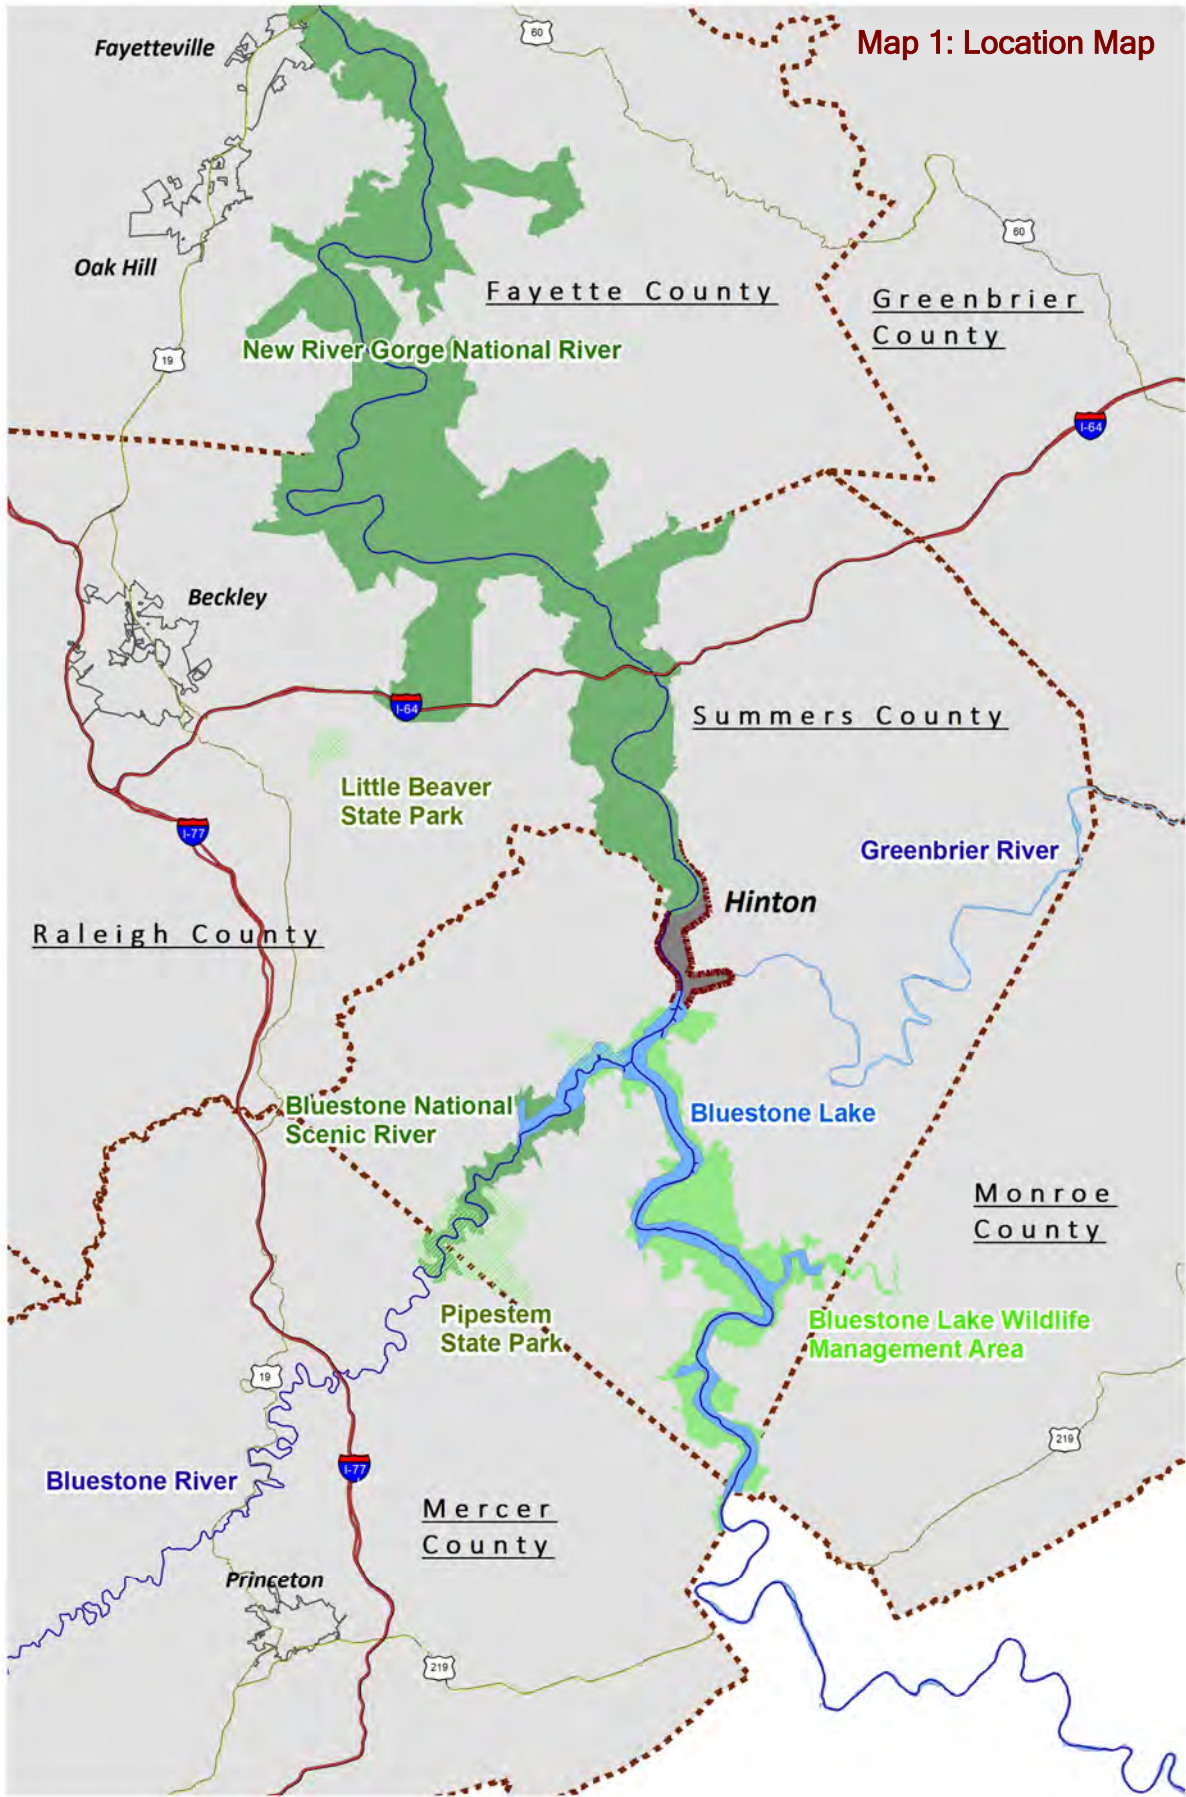 Map 1: Location Map
60
Fayetteville
60
Oak Hill
Fayette County
Greenbrier
County
New River Gorge National River
19
I-64
Beckley
I-64
Summers County
Little Beaver
State Park
I-77
Greenbrier River
Hinton
Raleigh County
Bluestone National
Scenic River
Bluestone Lake
Monroe
County
Pipestem
State Park
Bluestone Lake Wildlife
Management Area
19
219
I-77
Bluestone River
Mercer
County
Princeton
219